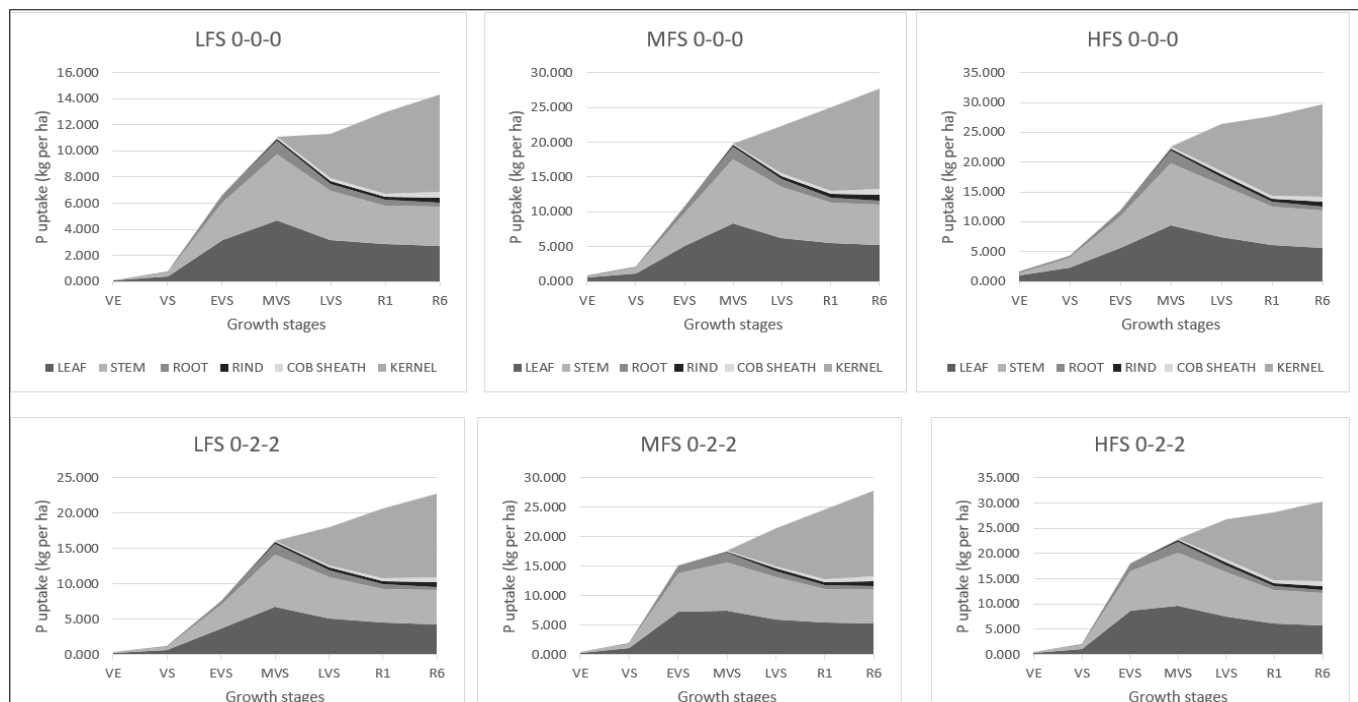 LFS 0-0-0
P uptake (kg per ha)
16.000
14.000
12.000
10.000
8.000
6.000
4.000
2.000
0.000
VE VS EVS MVS LVS R1 R6
Growth stages
LEAF STEM ROOT RIND COB SHEATH KERNEL
MFS 0-0-0
P uptake (kg per ha)
30.000
25.000
20.000
15.000
10.000
5.000
0.000
VE VS EVS MVS LVS R1 R6
Growth stages
LEAF STEM ROOT RIND COB SHEATH KERNEL
HFS 0-0-0
P uptake (kg per ha)
35.000
30.000
25.000
20.000
15.000
10.000
5.000
0.000
VE VS EVS MVS LVS R1 R6
Growth stages
LEAF STEM ROOT RIND COB SHEATH KERNEL
LFS 0-2-2
P uptake (kg per ha)
25.000
20.000
15.000
10.000
5.000
0.000
VE VS EVS MVS LVS R1 R6
Growth stages
MFS 0-2-2
P uptake (kg per ha)
30.000
25.000
20.000
15.000
10.000
5.000
0.000
VE VS EVS MVS LVS R1 R6
Growth stages
HFS 0-2-2
P uptake (kg per ha)
35.000
30.000
25.000
20.000
15.000
10.000
5.000
0.000
VE VS EVS MVS LVS R1 R6
Growth stages